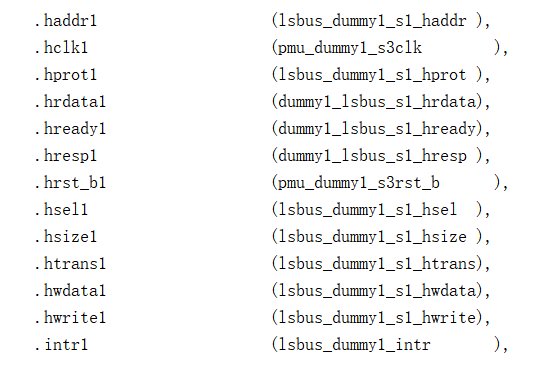 .haddr1 (lsbus_dummy1_s1_haddr ),
.hclk1 (pmu_dummy1_s3clk ),
.hprot1 (lsbus_dummy1_s1_hprot ),
.hrdata1 (dummy1_lsbus_s1_hrdata),
.hready1 (dummy1_lsbus_s1_hready),
.hresp1 (dummy1_lsbus_s1_hresp ),
.hrst_b1 (pmu_dummy1_s3rst_b ),
.hsel1 (lsbus_dummy1_s1_hsel ),
.hsize1 (lsbus_dummy1_s1_hsize ),
.htrans1 (lsbus_dummy1_s1_htrans),
.hwdata1 (lsbus_dummy1_s1_hwdata),
.hwrite1 (lsbus_dummy1_s1_hwrite),
.intr1 (lsbus_dummy1_intr ),